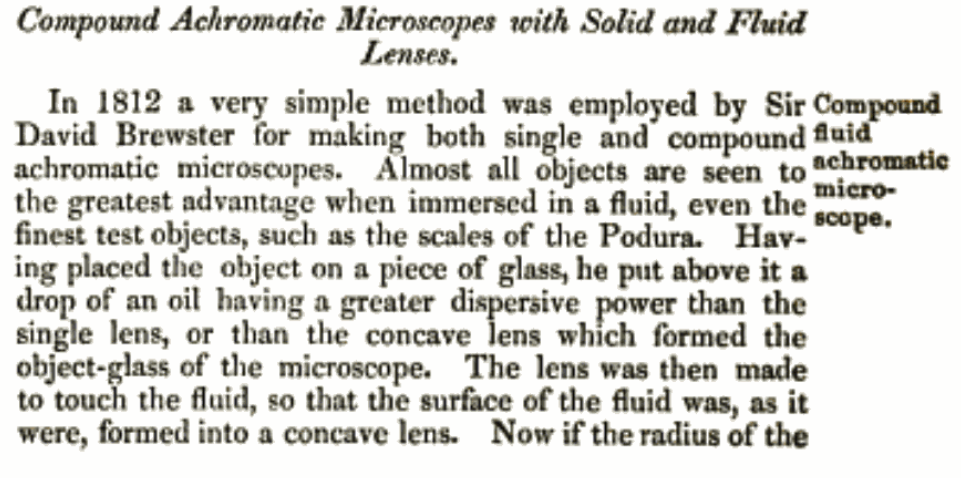 Compound Achromatic Microscopes with Solid and Fluid
Lenses.
In 1812 a very simple method was employed by Sir
David Brewster for making both single and compound
achromatic microscopes. Almost all objects are seen to
the greatest advantage when immersed in a fluid, even the
finest test objects, such as the scales of the Podura. Hav-
ing placed the object on a piece of glass, he put above it a
drop of an oil having a greater dispersive power than the
single lens, or than the concave lens which formed the
object-glass of the microscope. The lens was then made
to touch the fluid, so that the surface of the fluid was, as it
were, formed into a concave lens. Now if the radius of the
Compound
fluid
achromatic
micro-
scope.